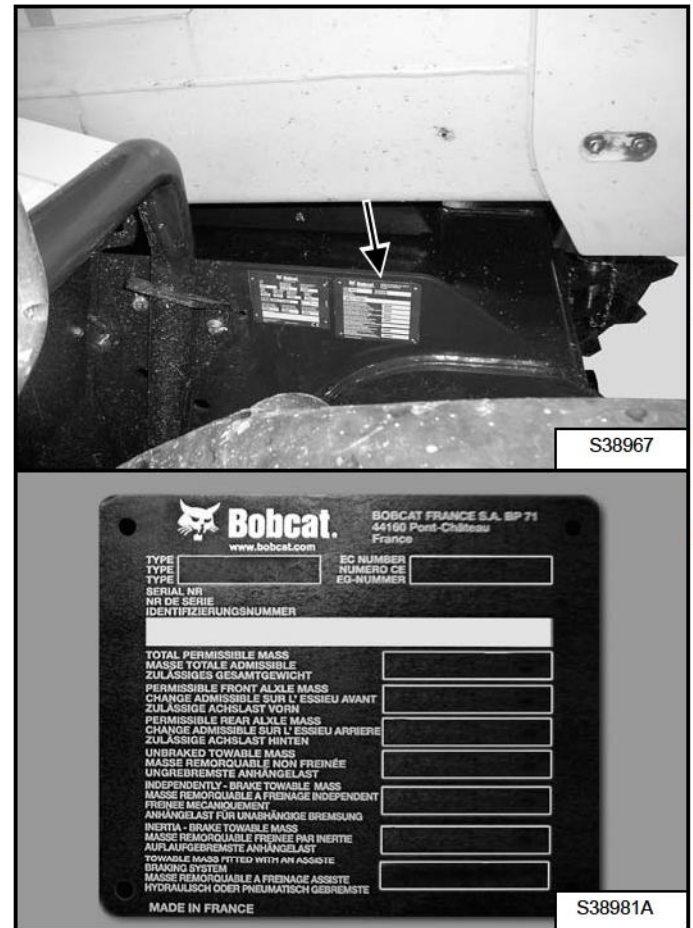 Bobcat
Bobcat
S38967
Bobcat.
www.bobcat.com
BOBCAT FRANCE S.A. BP 71
44160 Pont-Château
France
TYPE
TYPE
TYPE
EC NUMBER
NUMERO CE
EG-NUMMER
SERIAL NR
NR DE SERIE
IDENTIFIZIERUNGSNUMMER
TOTAL PERMISSIBLE MASS
MASSE TOTALE ADMISSIBLE
ZULÄSSIGES GESAMTGEWICHT
PERMISSIBLE FRONT ALXLE MASS
CHANGE ADMISSIBLE SUR L' ESSIEU AVANT
ZULÄSSIGE ACHSLAST VORN
PERMISSIBLE REAR ALXLE MASS
CHANGE ADMISSIBLE SUR L' ESSIEU ARRIERE
ZULÄSSIGE ACHSLAST HINTEN
UNBRAKED TOWABLE MASS
MASSE REMORQUABLE NON FREINÉE
UNGREBREMSTE ANHÄNGELAST
INDEPENDENTLY - BRAKE TOWABLE MASS
MASSE REMORQUABLE A FREINAGE INDEPENDENT
FREINEE MECANIQUEMENT
ANHÄNGELAST FÜR UNABHÄNGIGE BREMSUNG
INERTIA - BRAKE TOWABLE MASS
MASSE REMORQUABLE FREINEE PAR INERTIE
AUFLAUFGEBREMSTE ANHÄNGELAST
TOWABLE MASS FITTED WITH AN ASSISTE
BRAKING SYSTEM
MASSE REMORQUABLE A FREINAGE ASSISTE
HYDRAULISCH ODER PNEUMATISCH GEBREMSTE
MADE IN FRANCE
S38981A